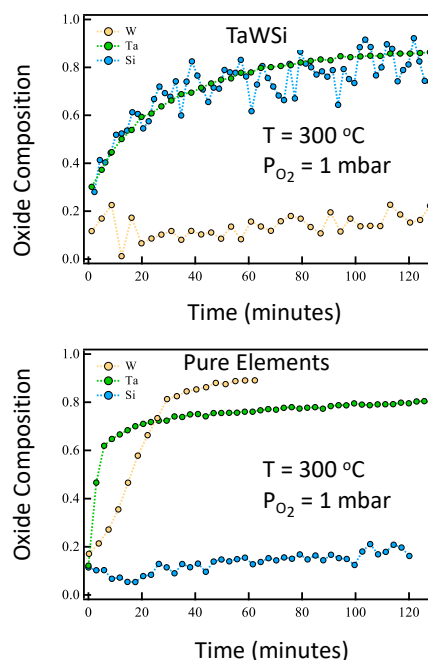 TaWSi
W
Ta
Si
1.0
0.8
0.6
0.4
0.2
0.0
Oxide Composition
T = 300 °C
P_O₂ = 1 mbar
0
20
40
60
80
100
120
Time (minutes)
Pure Elements
W
Ta
Si
1.0
0.8
0.6
0.4
0.2
0.0
Oxide Composition
T = 300 °C
P_O₂ = 1 mbar
0
20
40
60
80
100
120
Time (minutes)